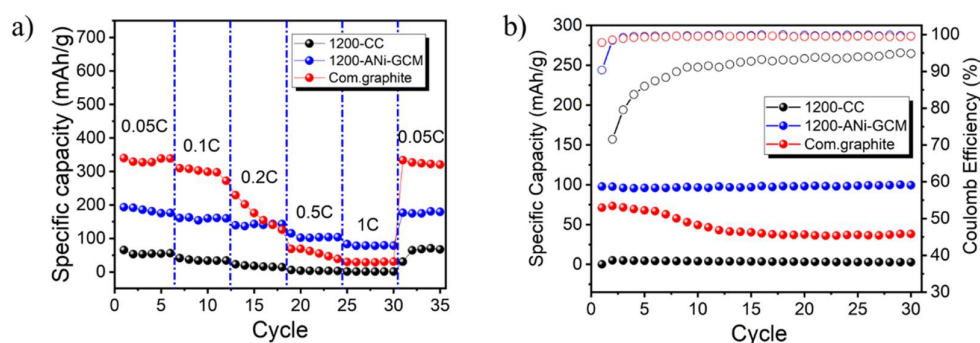 a)
Specific capacity (mAh/g)
700
600
500
400
300
200
100
0
1200-CC
1200-ANi-GCM
Com.graphite
0.05C
0.1C
0.2C
0.5C
1C
0.05C
0 5 10 15 20 25 30 35
Cycle
b)
Specific Capacity (mAh/g)
300
250
200
150
100
50
0
1200-CC
1200-ANi-GCM
Com.graphite
100
90
80
70
60
50
40
30
Coulomb Efficiency (%)
0 5 10 15 20 25 30
Cycle